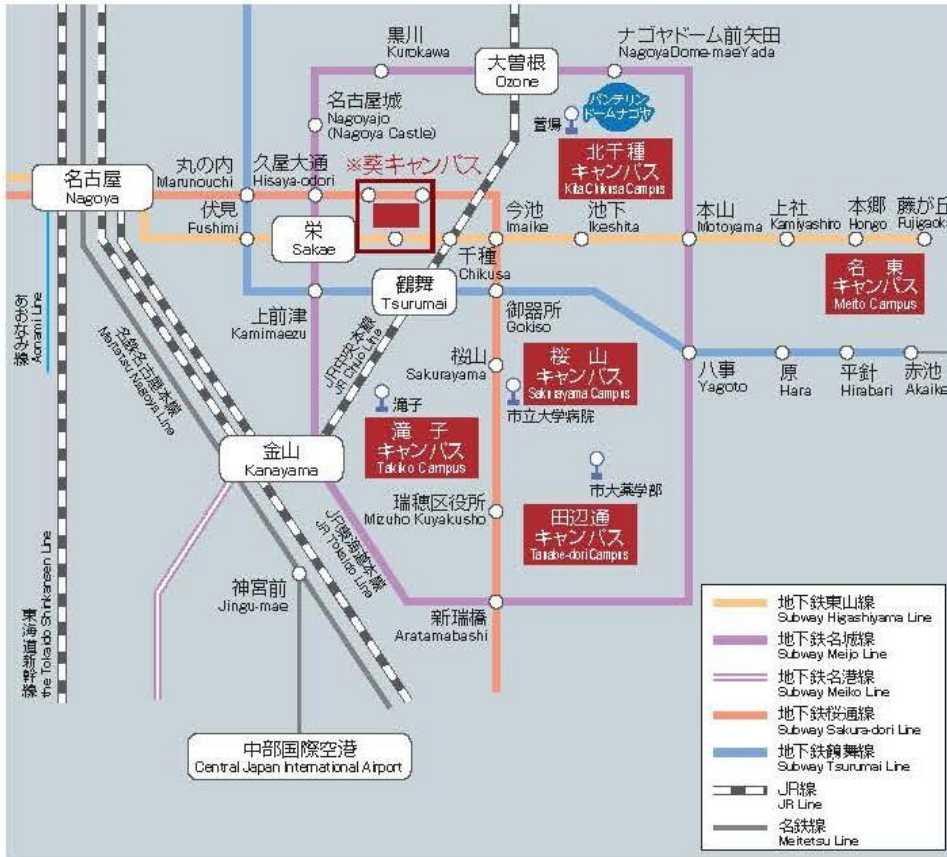 黒川
Kurokawa
大曽根
Ozone
ナゴヤドーム前矢田
NagoyaDome-maeYada
名古屋城
Nagoyajo
(Nagoya Castle)
萱場
バンテリン
ドームナゴヤ
北千種
キャンパス
Kita Chikusa Campus
名古屋
Nagoya
丸の内
Marunouchi
久屋大通
Hisaya-odori
※葵キャンパス
伏見
Fushimi
栄
Sakae
今池
Imaike
池下
Ikeshita
本山
Motoyama
上社
Kamiyashiro
本郷
Hongo
藤が丘
Fujigaoka
千種
Chikusa
名東
キャンパス
Meito Campus
鶴舞
Tsurumai
上前津
Kamimaezu
御器所
Gokiso
あおなみ線
Aonami Line
名鉄名古屋本線
Meitetsu Nagoya Line
JR中央本線
JR Chuo Line
桜山
Sakurayama
桜山
キャンパス
Sakurayama Campus
市立大学病院
八事
Yagoto
原
Hara
平針
Hirabari
赤池
Akaike
滝子
滝子
キャンパス
Takiko Campus
金山
Kanayama
市大薬学部
瑞穂区役所
Mizuho Kuyakusho
田辺通
キャンパス
Tanabe-dori Campus
JR東海道本線
JR Tokaido Line
神宮前
Jingu-mae
新瑞橋
Aratamabashi
東海道新幹線
the Tokaido Shinkansen Line
中部国際空港
Central Japan International Airport
地下鉄東山線
Subway Higashiyama Line
地下鉄名城線
Subway Meijo Line
地下鉄名港線
Subway Meiko Line
地下鉄桜通線
Subway Sakura-dori Line
地下鉄鶴舞線
Subway Tsurumai Line
JR線
JR Line
名鉄線
Meitetsu Line